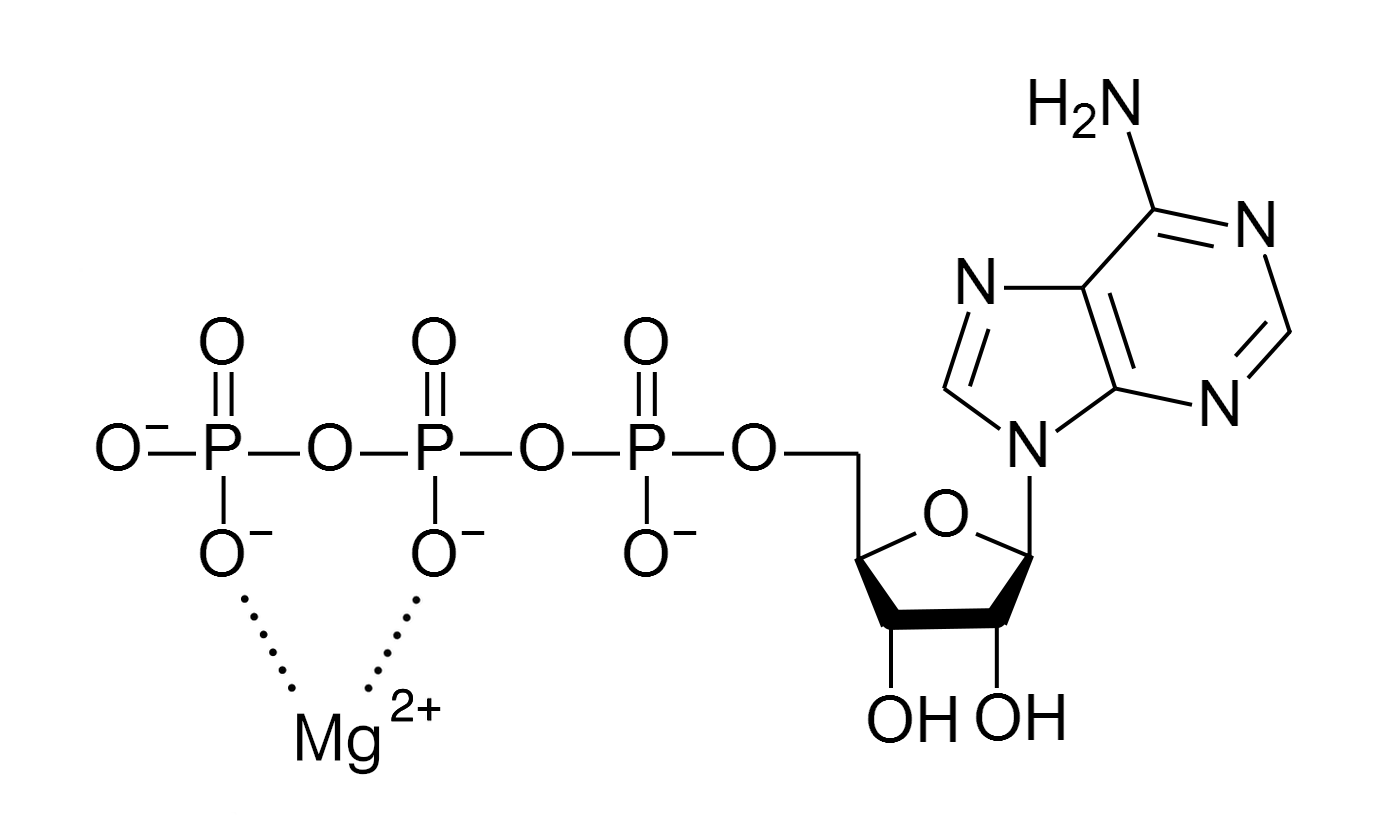 H₂N
N
N
O O O
N
O⁻ P O P O P O
N
O
O⁻ O⁻ O⁻
OH OH
Mg²⁺